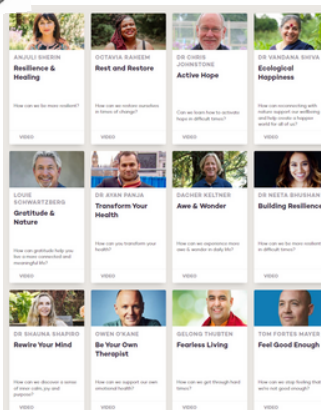 ANJULI SHERIN
Resilience &
Healing
How can we be more resilient?
VIDEO
OCTAVIA RAHEEM
Rest and Restore
How can we restore ourselves
in times of change?
VIDEO
DR CHRIS
JOHNSTONE
Active Hope
Can we learn how to activate
hope in difficult times?
VIDEO
DR VANDANA SHIVA
Ecological
Happiness
How can reconnecting with
nature support our wellbeing
and help create a happier
world for all of us?
VIDEO
LOUIE
SCHWARTZBERG
Gratitude &
Nature
How can gratitude help you
live a more connected and
meaningful life?
VIDEO
DR AYAN PANJA
Transform Your
Health
How can you transform your
health?
VIDEO
DACHER KELTNER
Awe & Wonder
How can we experience more
awe & wonder in daily life?
VIDEO
DR NEETA BHUSHAN
Building Resilience
How can we be more resilient
in difficult times?
VIDEO
DR SHAUNA SHAPIRO
Rewire Your Mind
How can we discover a sense
of inner calm, joy and
purpose?
VIDEO
OWEN O'KANE
Be Your Own
Therapist
How can we support our own
emotional health?
VIDEO
GELONG THUBTEN
Fearless Living
How can we get through hard
times?
VIDEO
TOM FORTES MAYER
Feel Good Enough
How can we stop feeling that
we're not good enough?
VIDEO